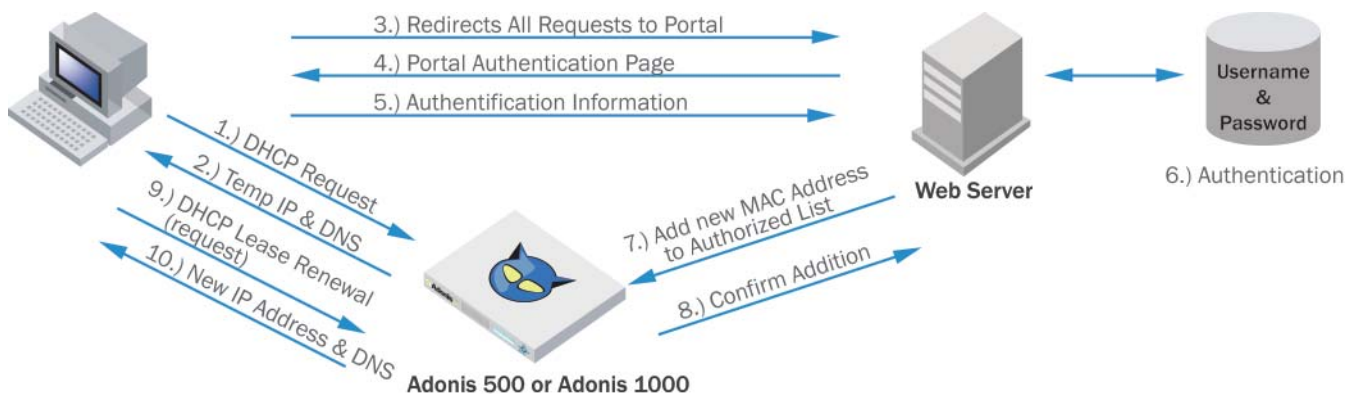 3.) Redirects All Requests to Portal
4.) Portal Authentication Page
5.) Authentification Information
Username
&
Password
6.) Authentication
Web Server
1.) DHCP Request
2.) Temp IP & DNS
9.) DHCP Lease Renewal
(request)
10.) New IP Address & DNS
7.) Add new MAC Address
to Authorized List
8.) Confirm Addition
Adonis
Adonis 500 or Adonis 1000